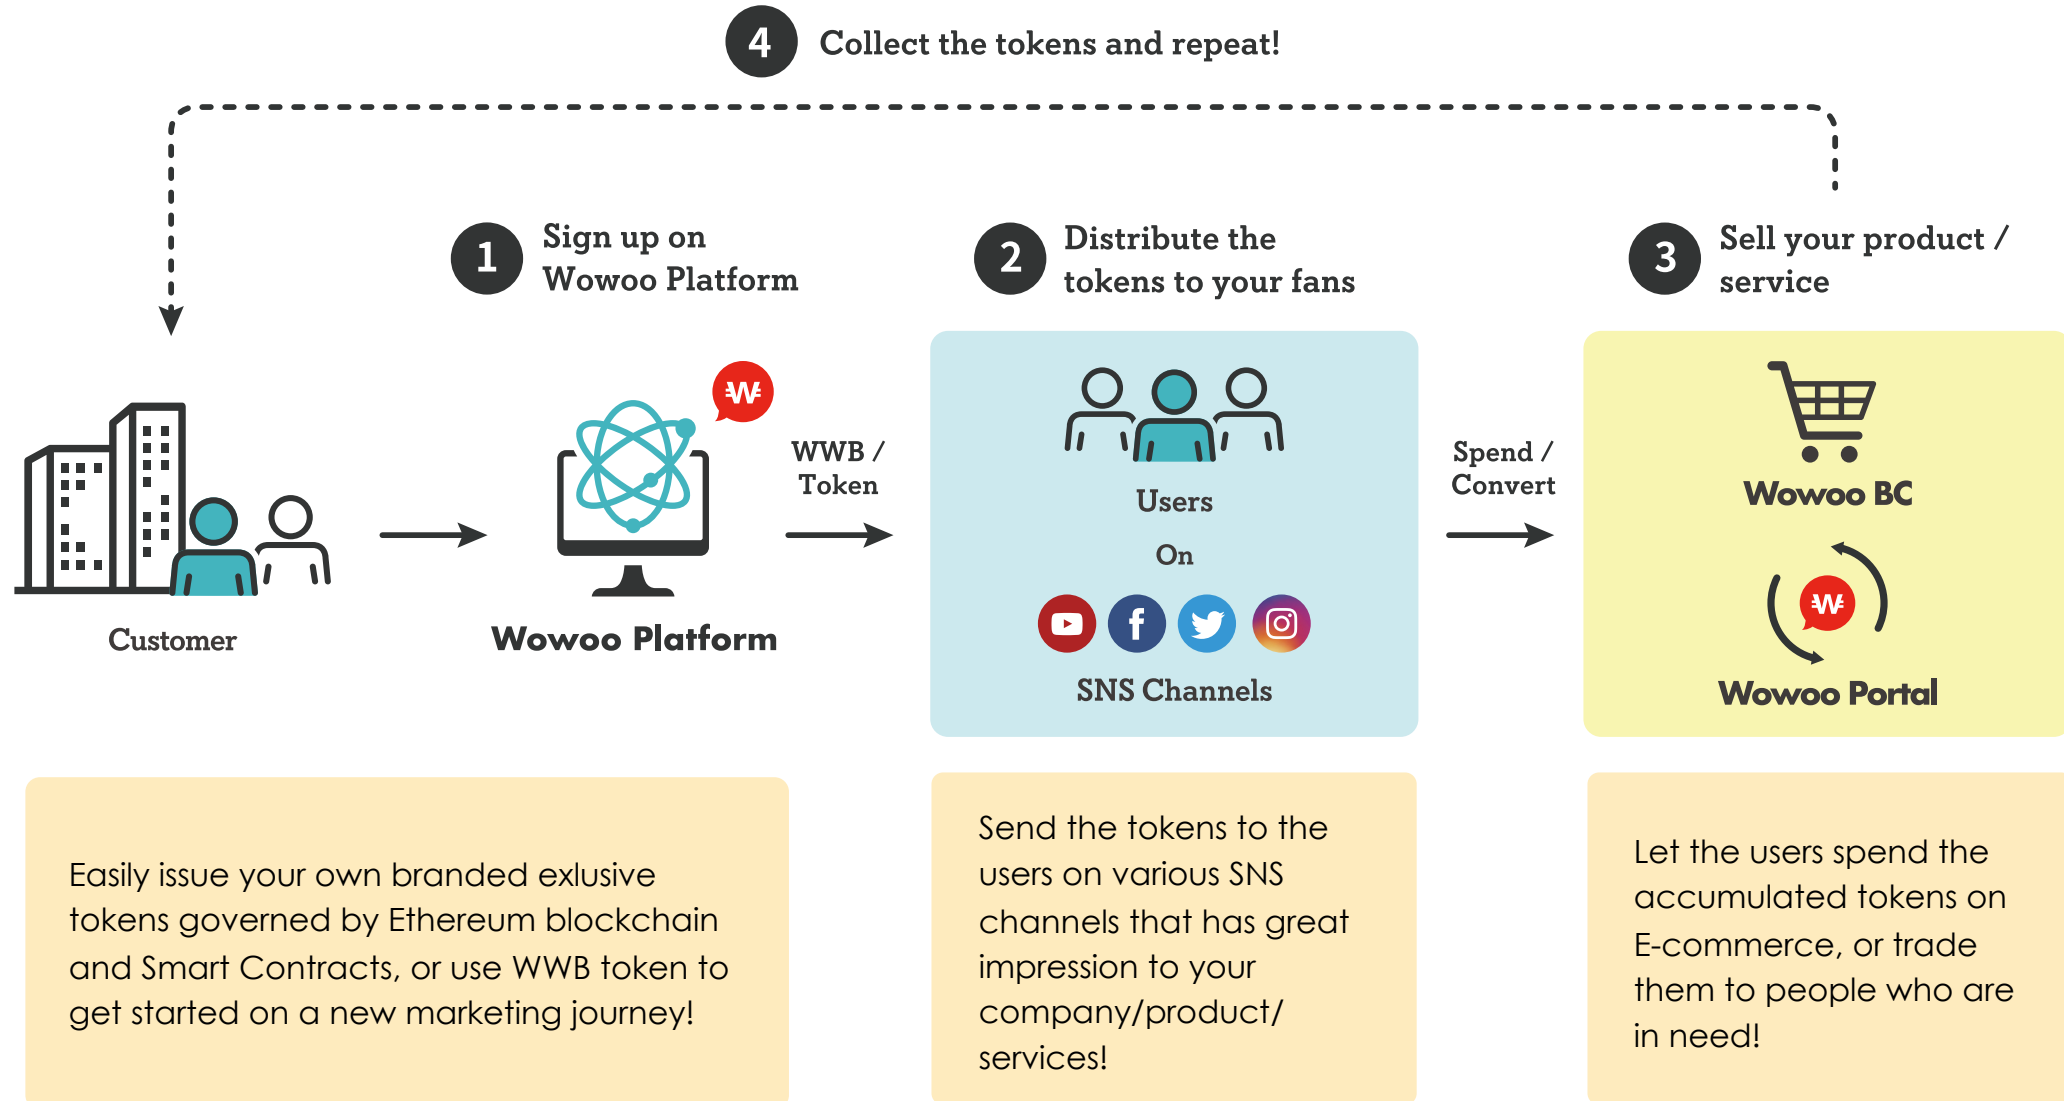 4 Collect the tokens and repeat!
1 Sign up on
Wowoo Platform
2 Distribute the
tokens to your fans
3 Sell your product /
service
Customer
W
Wowoo Platform
WWB /
Token
Users
On
f
SNS Channels
Spend /
Convert
Wowoo BC
W
Wowoo Portal
Easily issue your own branded exlusive
tokens governed by Ethereum blockchain
and Smart Contracts, or use WWB token to
get started on a new marketing journey!
Send the tokens to the
users on various SNS
channels that has great
impression to your
company/product/
services!
Let the users spend the
accumulated tokens on
E-commerce, or trade
them to people who are
in need!